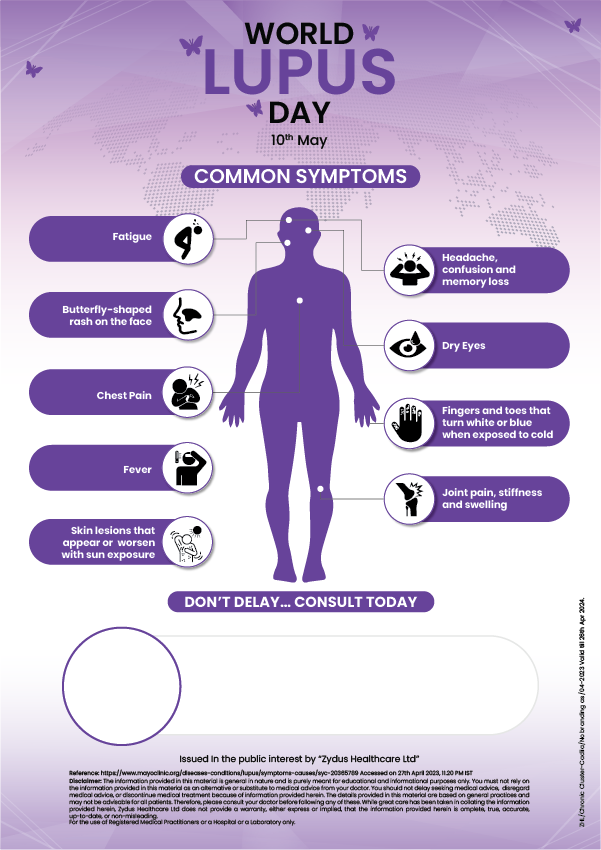 WORLD
LUPUS
DAY
10th May
COMMON SYMPTOMS
Fatigue
Butterfly-shaped
rash on the face
Chest Pain
Fever
Skin lesions that
appear or worsen
with sun exposure
Headache,
confusion and
memory loss
Dry Eyes
Fingers and toes that
turn white or blue
when exposed to cold
Joint pain, stiffness
and swelling
DON'T DELAY... CONSULT TODAY
Issued In the public interest by "Zydus Healthcare Ltd"
Reference: https://www.mayoclinic.org/diseases-conditions/lupus/symptoms-causes/syc-20365789 Accessed on 27th April 2023, 11.20 PM IST
Disclaimer: The information provided in this material is general in nature and is purely meant for educational and informational purposes only. You must not rely on
the information provided in this material as an alternative or substitute to medical advice from your doctor. You should not delay seeking medical advice, disregard
medical advice, or discontinue medical treatment because of information provided herein. The details provided in this material are based on general practices and
may not be advisable for all patients. Therefore, please consult your doctor before following any of these. While great care has been taken in collating the information
provided herein, Zydus Healthcare Ltd does not provide a warranty, either express or implied, that the information provided herein is complete, true, accurate,
up-to-date, or non-misleading.
For the use of Registered Medical Practitioners or a Hospital or a Laboratory only.
ZHL/Chronic Cluster-Cadila/No branding as/04-2023 Valid till 26th Apr 2024.